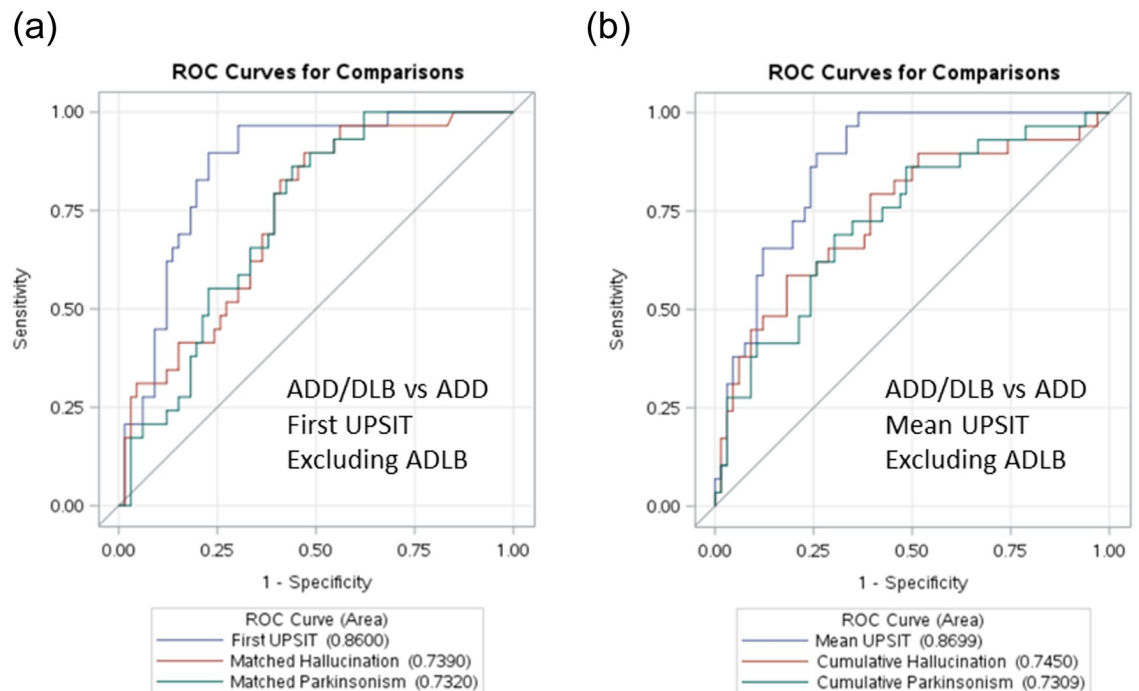 (a)
ROC Curves for Comparisons
1.00
0.75
0.50
0.25
0.00
Sensitivity
ADD/DLB vs ADD
First UPSIT
Excluding ADLB
0.00 0.25 0.50 0.75 1.00
1 - Specificity
ROC Curve (Area)
First UPSIT (0.8600)
Matched Hallucination (0.7390)
Matched Parkinsonism (0.7320)
(b)
ROC Curves for Comparisons
1.00
0.75
0.50
0.25
0.00
Sensitivity
ADD/DLB vs ADD
Mean UPSIT
Excluding ADLB
0.00 0.25 0.50 0.75 1.00
1 - Specificity
ROC Curve (Area)
Mean UPSIT (0.8699)
Cumulative Hallucination (0.7450)
Cumulative Parkinsonism (0.7309)